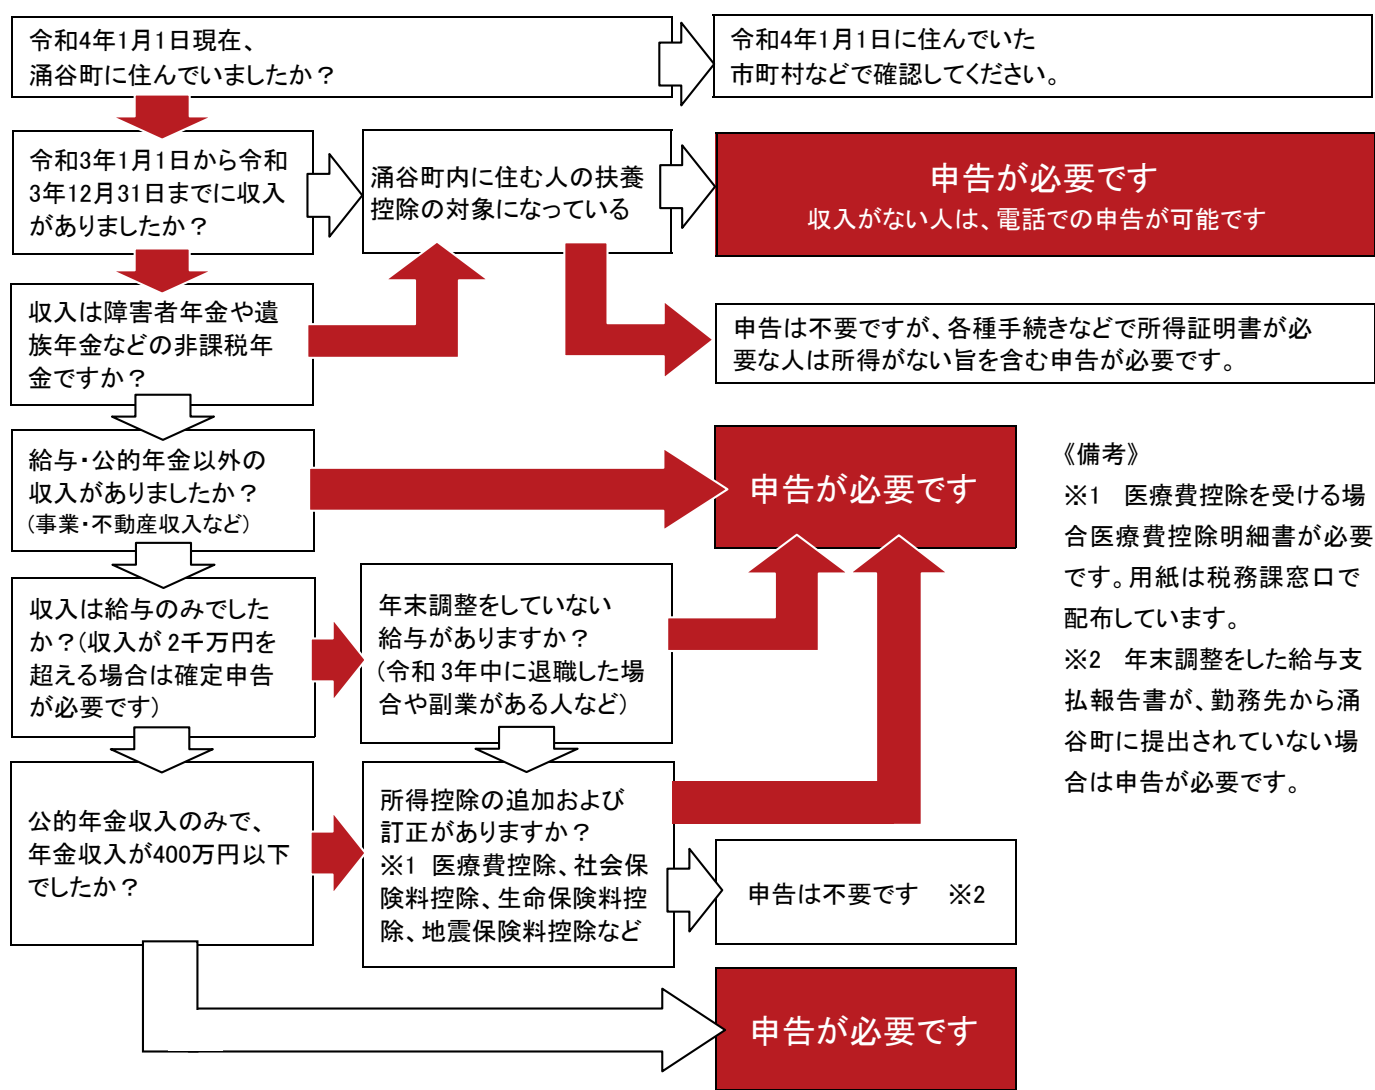 令和4年1月1日現在、
涌谷町に住んでいましたか？
令和4年1月1日に住んでいた
市町村などで確認してください。
令和3年1月1日から令和
3年12月31日までに収入
がありましたか？
涌谷町内に住む人の扶養
控除の対象になっている
申告が必要です
収入がない人は、電話での申告が可能です
収入は障害者年金や遺
族年金などの非課税年
金ですか？
申告は不要ですが、各種手続きなどで所得証明書が必
要な人は所得がない旨を含む申告が必要です。
給与・公的年金以外の
収入がありましたか？
（事業・不動産収入など）
申告が必要です
収入は給与のみでした
か？（収入が2千万円を
超える場合は確定申告
が必要です）
年末調整をしていない
給与がありますか？
（令和3年中に退職した場
合や副業がある人など）
公的年金収入のみで、
年金収入が400万円以下
でしたか？
所得控除の追加および
訂正がありますか？
※1 医療費控除、社会保
険料控除、生命保険料控
除、地震保険料控除など
申告は不要です ※2
申告が必要です
《備考》
※1 医療費控除を受ける場
合医療費控除明細書が必要
です。用紙は税務課窓口で
配布しています。
※2 年末調整をした給与支
払報告書が、勤務先から涌
谷町に提出されていない場
合は申告が必要です。